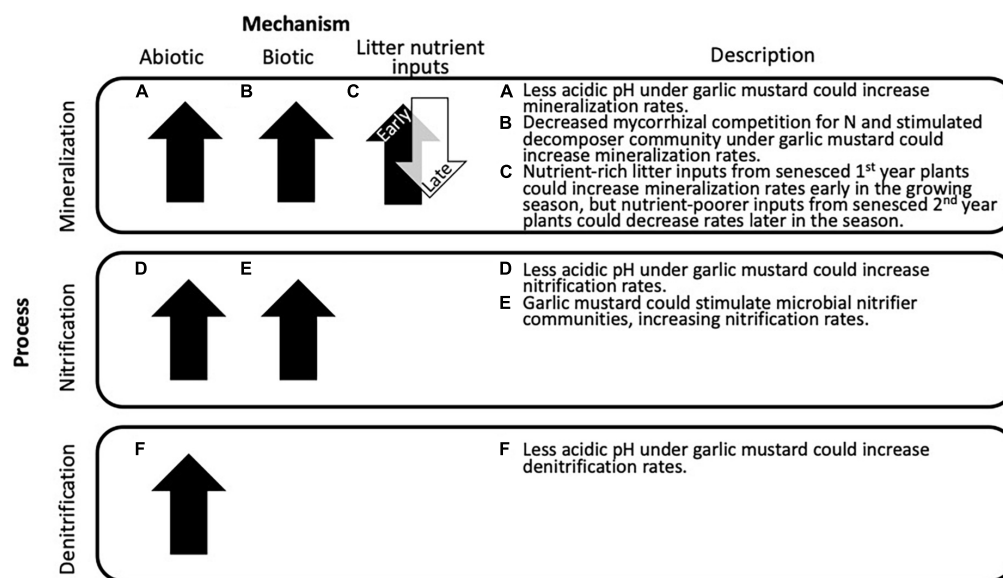 Mechanism
Abiotic Biotic Litter nutrient inputs Description
Process
Mineralization
A B C
Early
Late
A Less acidic pH under garlic mustard could increase
mineralization rates.
B Decreased mycorrhizal competition for N and stimulated
decomposer community under garlic mustard could
increase mineralization rates.
C Nutrient-rich litter inputs from senesced 1st year plants
could increase mineralization rates early in the growing
season, but nutrient-poorer inputs from senesced 2nd year
plants could decrease rates later in the season.
Nitrification
D E
D Less acidic pH under garlic mustard could increase
nitrification rates.
E Garlic mustard could stimulate microbial nitrifier
communities, increasing nitrification rates.
Denitrification
F
F Less acidic pH under garlic mustard could increase
denitrification rates.